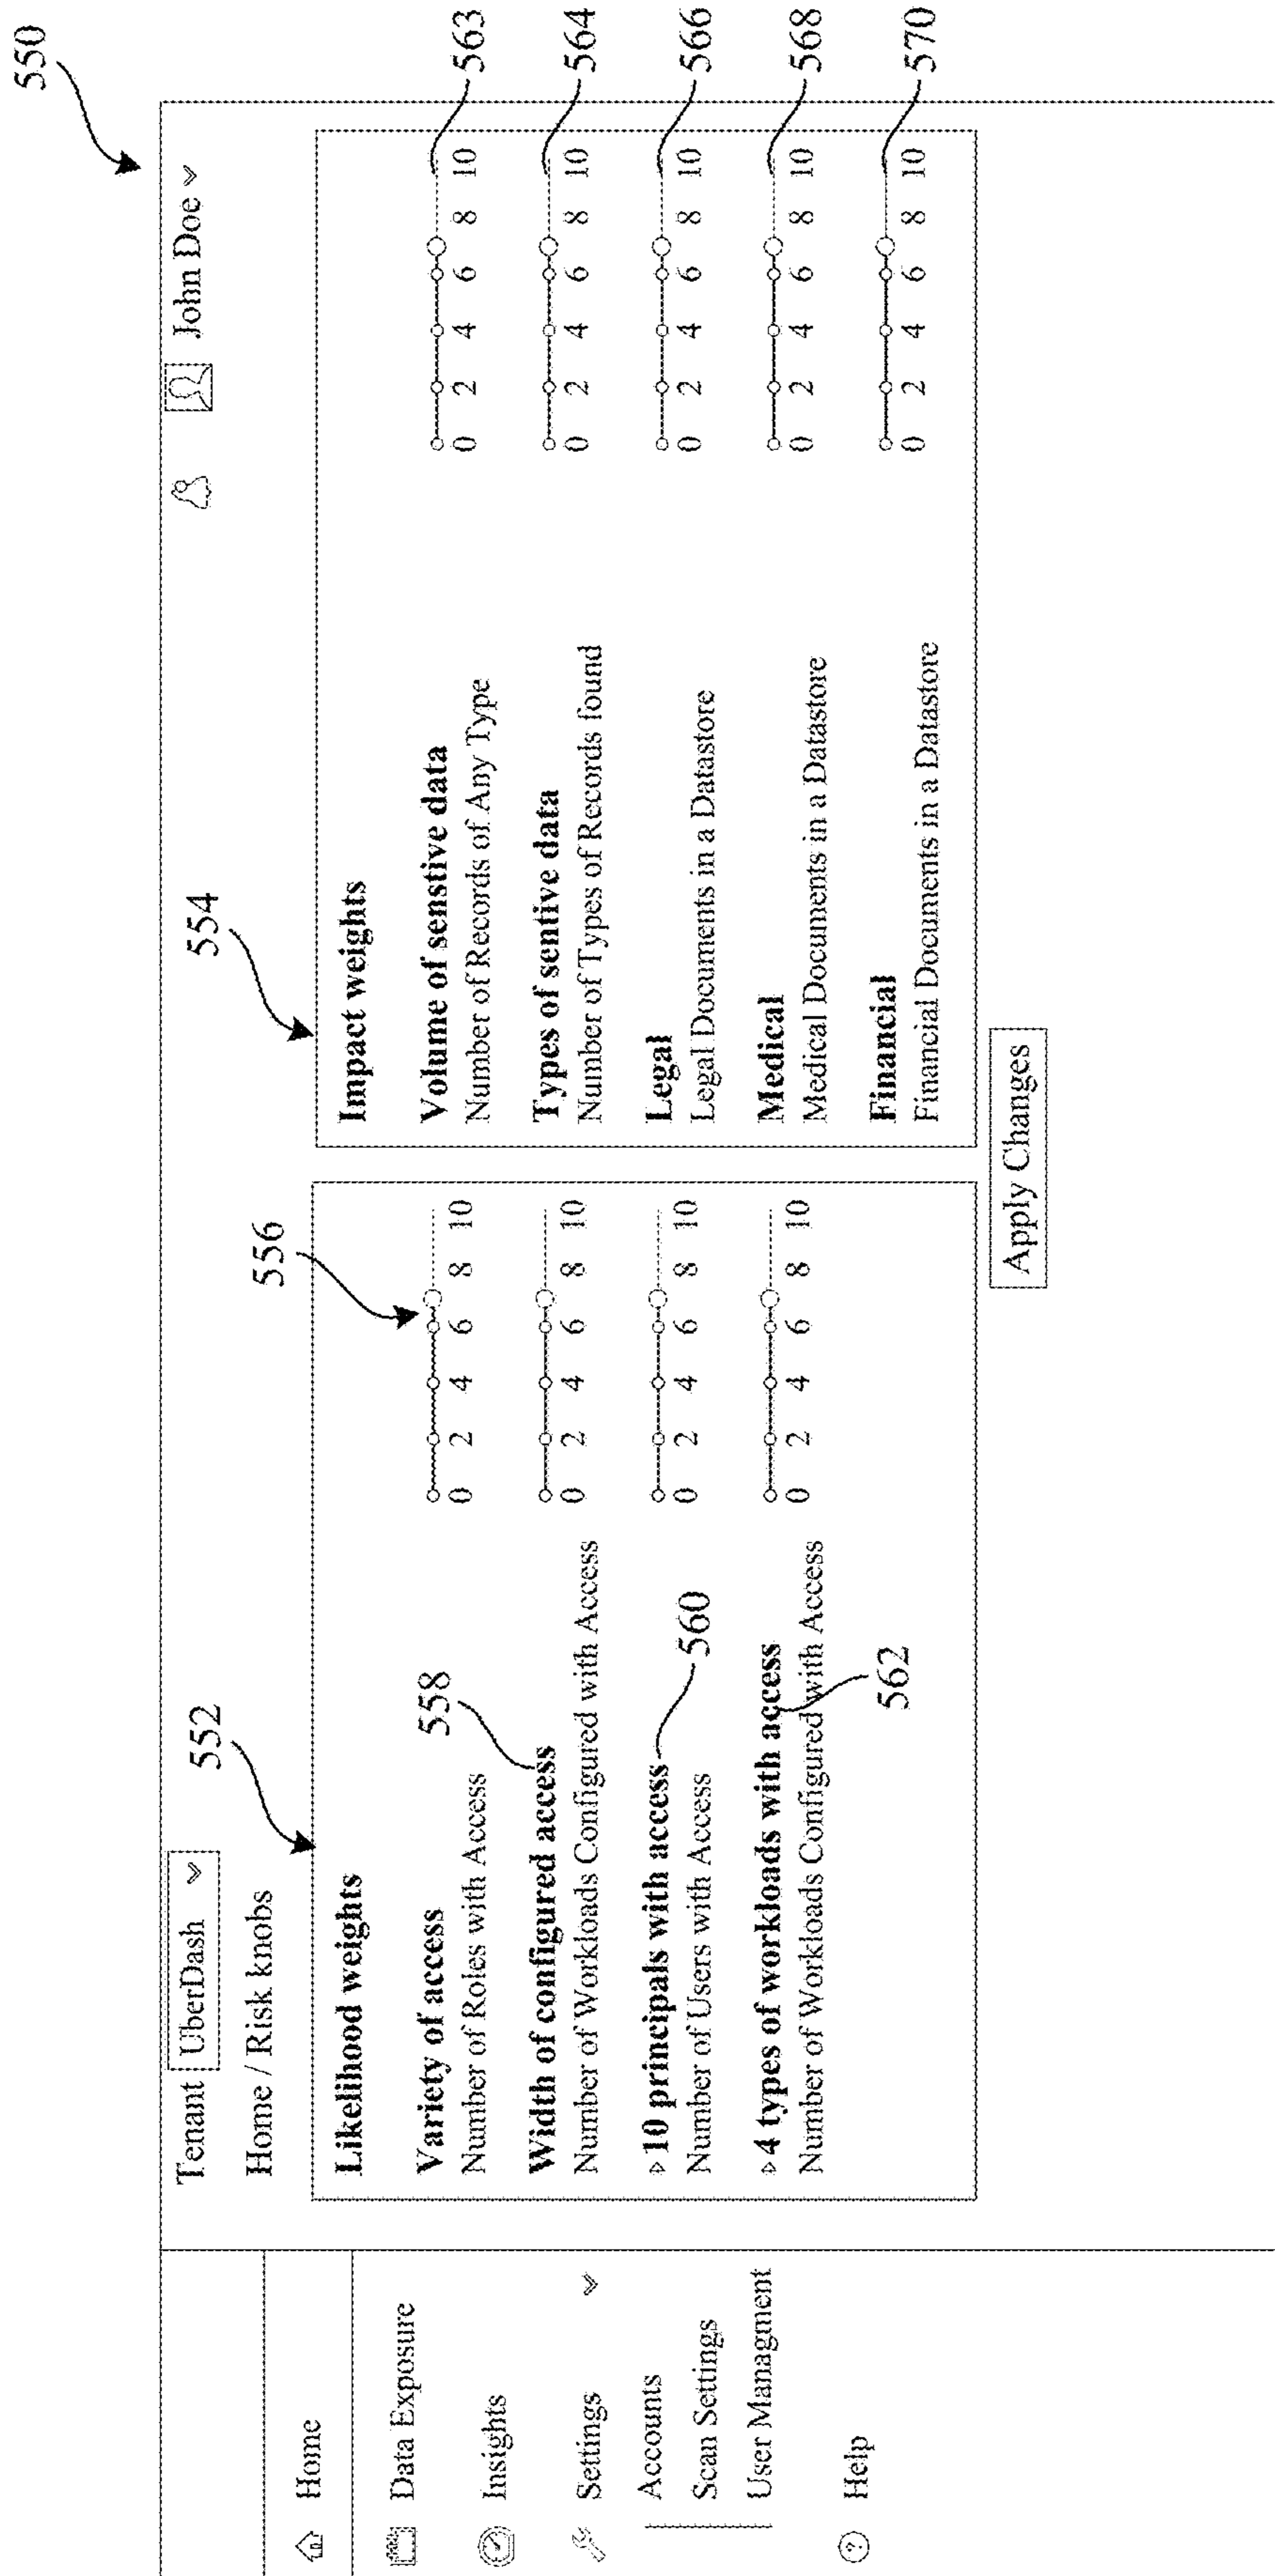 550
Tenant UberDash
John Doe
Home / Risk knobs
552
554
Home
Data Exposure
Insights
Settings
Accounts
Scan Settings
User Managment
Help
Likelihood weights
556
Variety of access
Number of Roles with Access
0 2 4 6 8 10
558
Width of configured access
Number of Workloads Configured with Access
0 2 4 6 8 10
10 principals with access
560
Number of Users with Access
0 2 4 6 8 10
4 types of workloads with access
Number of Workloads Configured with Access
0 2 4 6 8 10
562
Impact weights
Volume of senstive data
Number of Records of Any Type
0 2 4 6 8 10
563
Types of sentive data
Number of Types of Records found
0 2 4 6 8 10
564
Legal
Legal Documents in a Datastore
0 2 4 6 8 10
566
Medical
Medical Documents in a Datastore
0 2 4 6 8 10
568
Financial
Financial Documents in a Datastore
0 2 4 6 8 10
570
Apply Changes